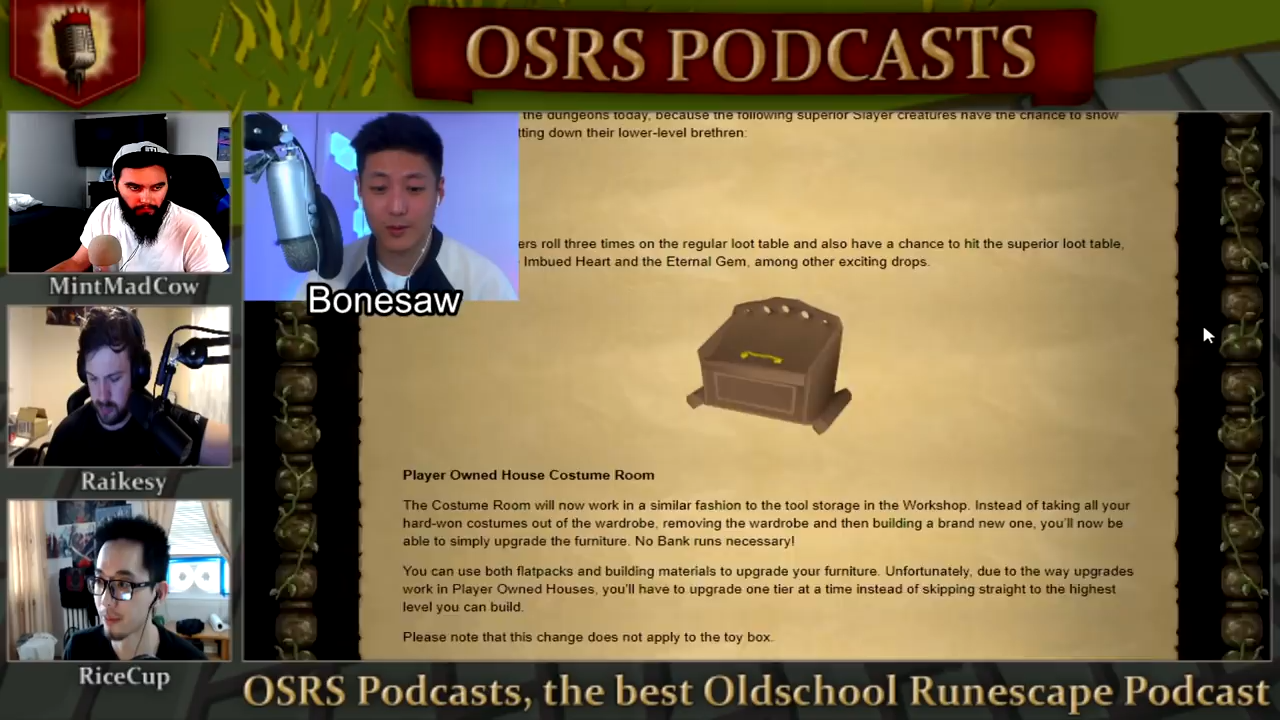 OSRS PODCASTS
the dungeons today, because the following superior Slayer creatures have the chance to show
tting down their lower-level brethren:
ers roll three times on the regular loot table and also have a chance to hit the superior loot table,
Imbued Heart and the Eternal Gem, among other exciting drops.
MintMadCow
Bonesaw
Raikesy
RiceCup
Player Owned House Costume Room
The Costume Room will now work in a similar fashion to the tool storage in the Workshop. Instead of taking all your
hard-won costumes out of the wardrobe, removing the wardrobe and then building a brand new one, you'll now be
able to simply upgrade the furniture. No Bank runs necessary!
You can use both flatpacks and building materials to upgrade your furniture. Unfortunately, due to the way upgrades
work in Player Owned Houses, you'll have to upgrade one tier at a time instead of skipping straight to the highest
level you can build.
Please note that this change does not apply to the toy box.
OSRS Podcasts, the best Oldschool Runescape Podcast